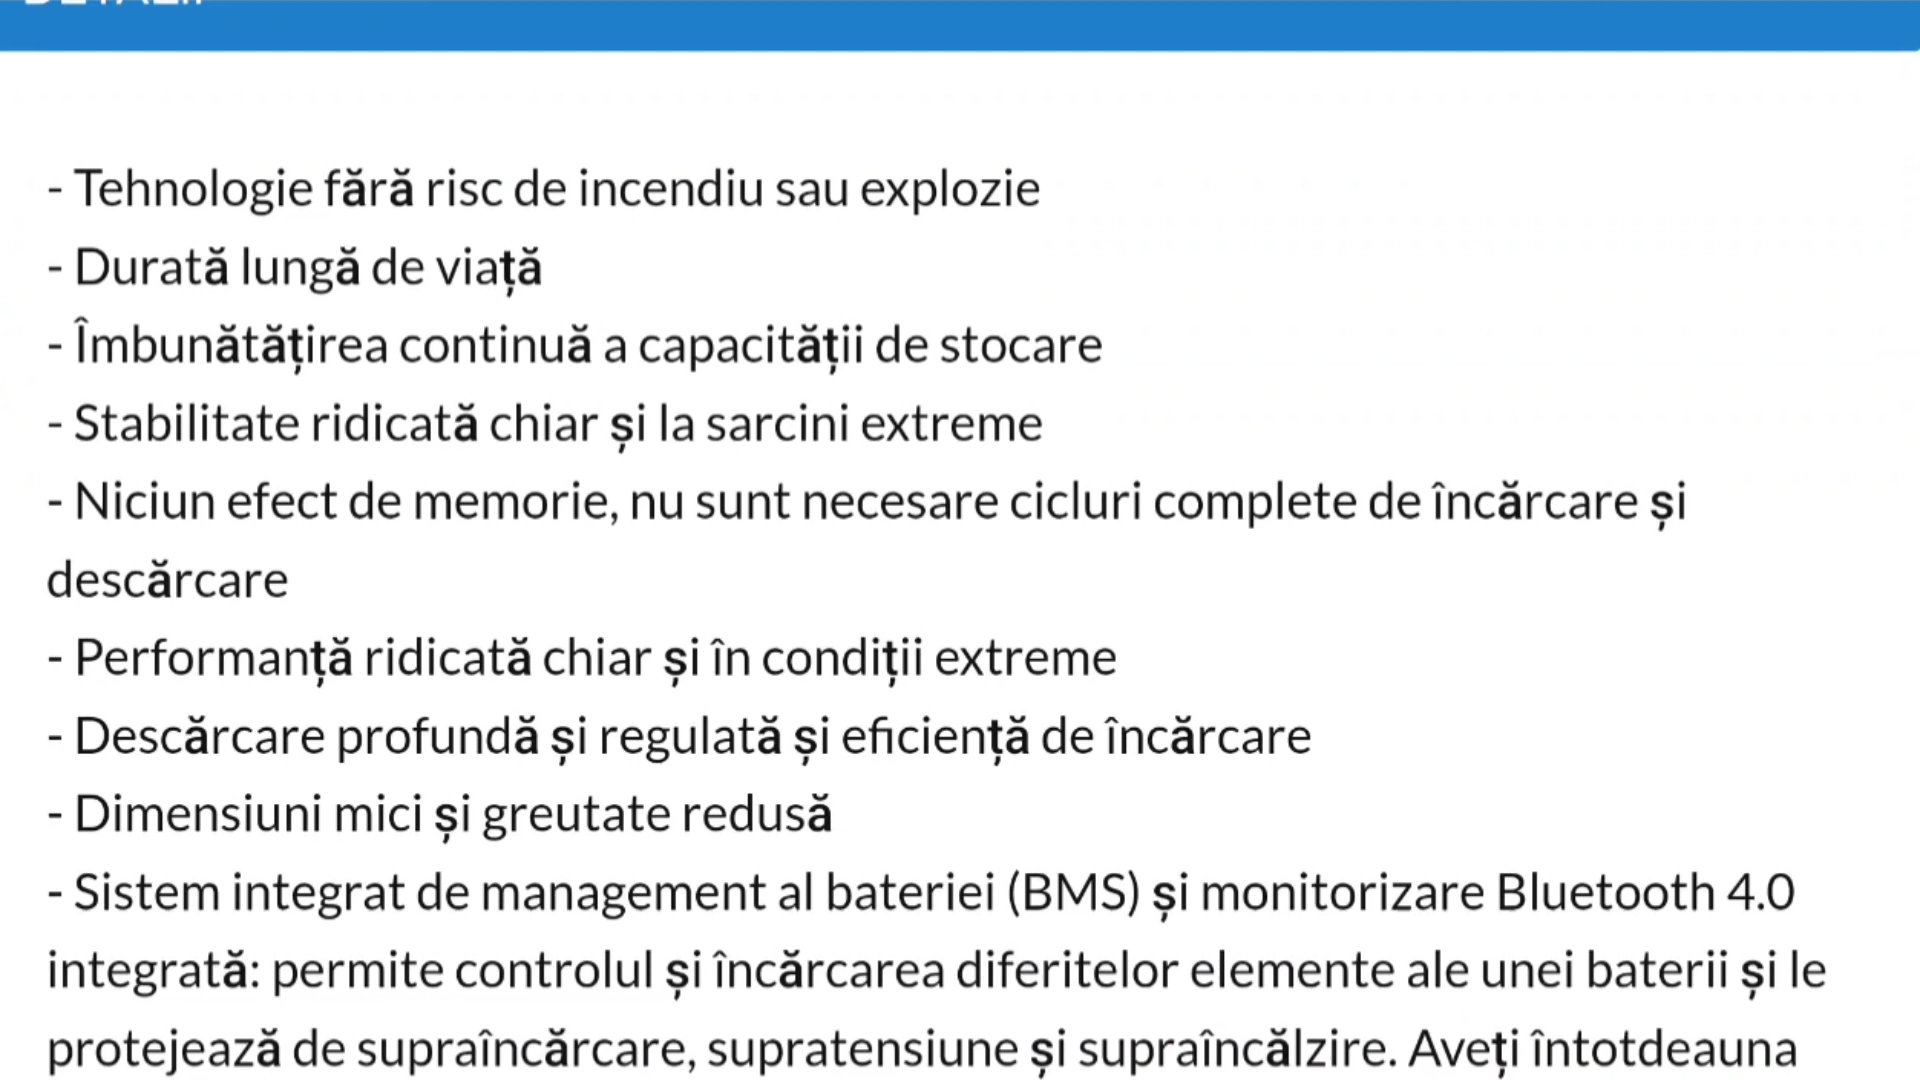 - Tehnologie fără risc de incendiu sau explozie
- Durată lungă de viață
- Îmbunătățirea continuă a capacității de stocare
- Stabilitate ridicată chiar și la sarcini extreme
- Niciun efect de memorie, nu sunt necesare cicluri complete de încărcare și
descărcare
- Performanță ridicată chiar și în condiții extreme
- Descărcare profundă și regulată și eficiență de încărcare
- Dimensiuni mici și greutate redusă
- Sistem integrat de management al bateriei (BMS) și monitorizare Bluetooth 4.0
integrată: permite controlul și încărcarea diferitelor elemente ale unei baterii și le
protejează de supraîncărcare, supratensiune și supraîncălzire. Aveți întotdeauna